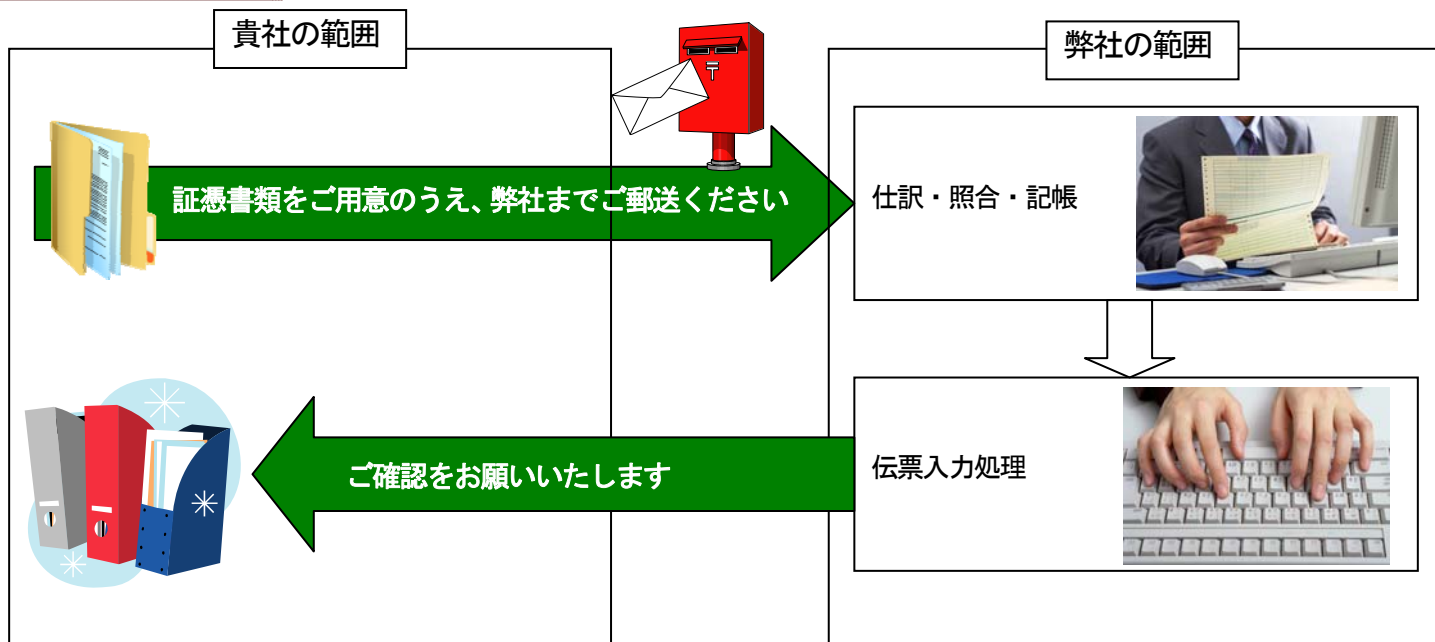 貴社の範囲
弊社の範囲
〒
証憑書類をご用意のうえ、弊社までご郵送ください
仕訳・照合・記帳
ご確認をお願いいたします
伝票入力処理